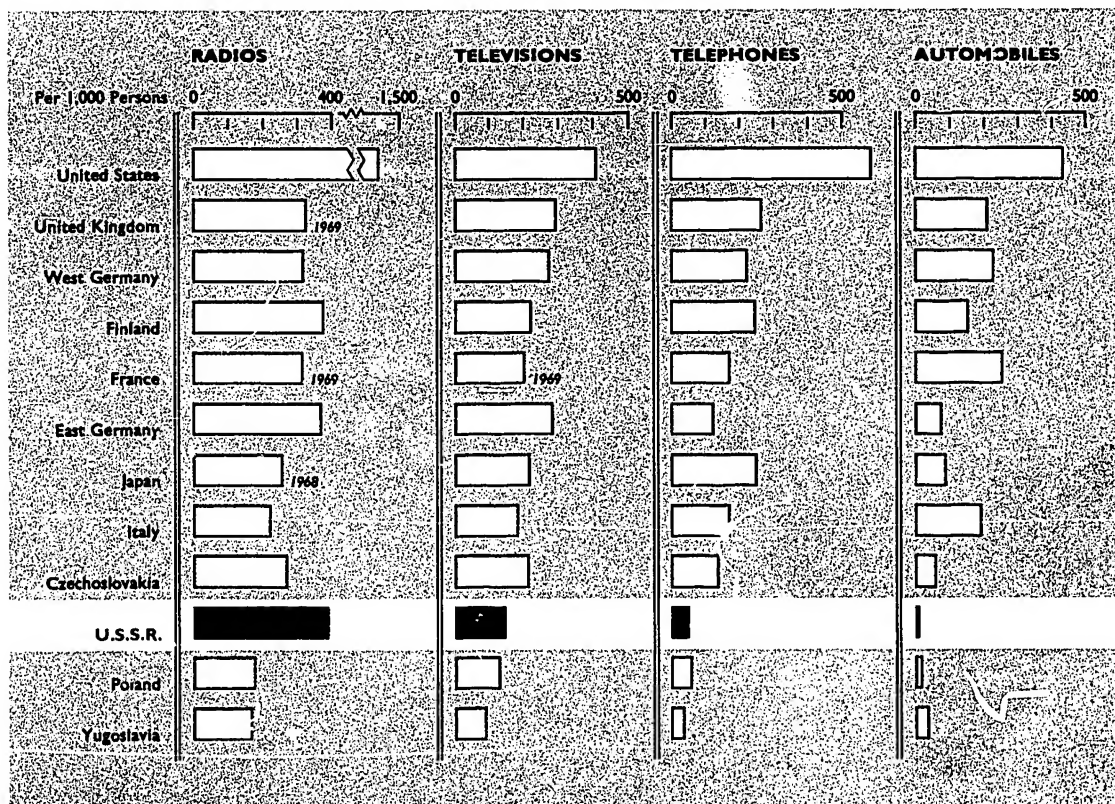 RADIOS TELEVISIONS TELEPHONES AUTOMOBILES
Per 1,000 Persons 0 400 1,500 0 500 0 500 0 500
United States
United Kingdom 1969
West Germany
Finland
France 1969 1969
East Germany
Japan 1968
Italy
Czechoslovakia
U.S.S.R.
Poland
Yugoslavia